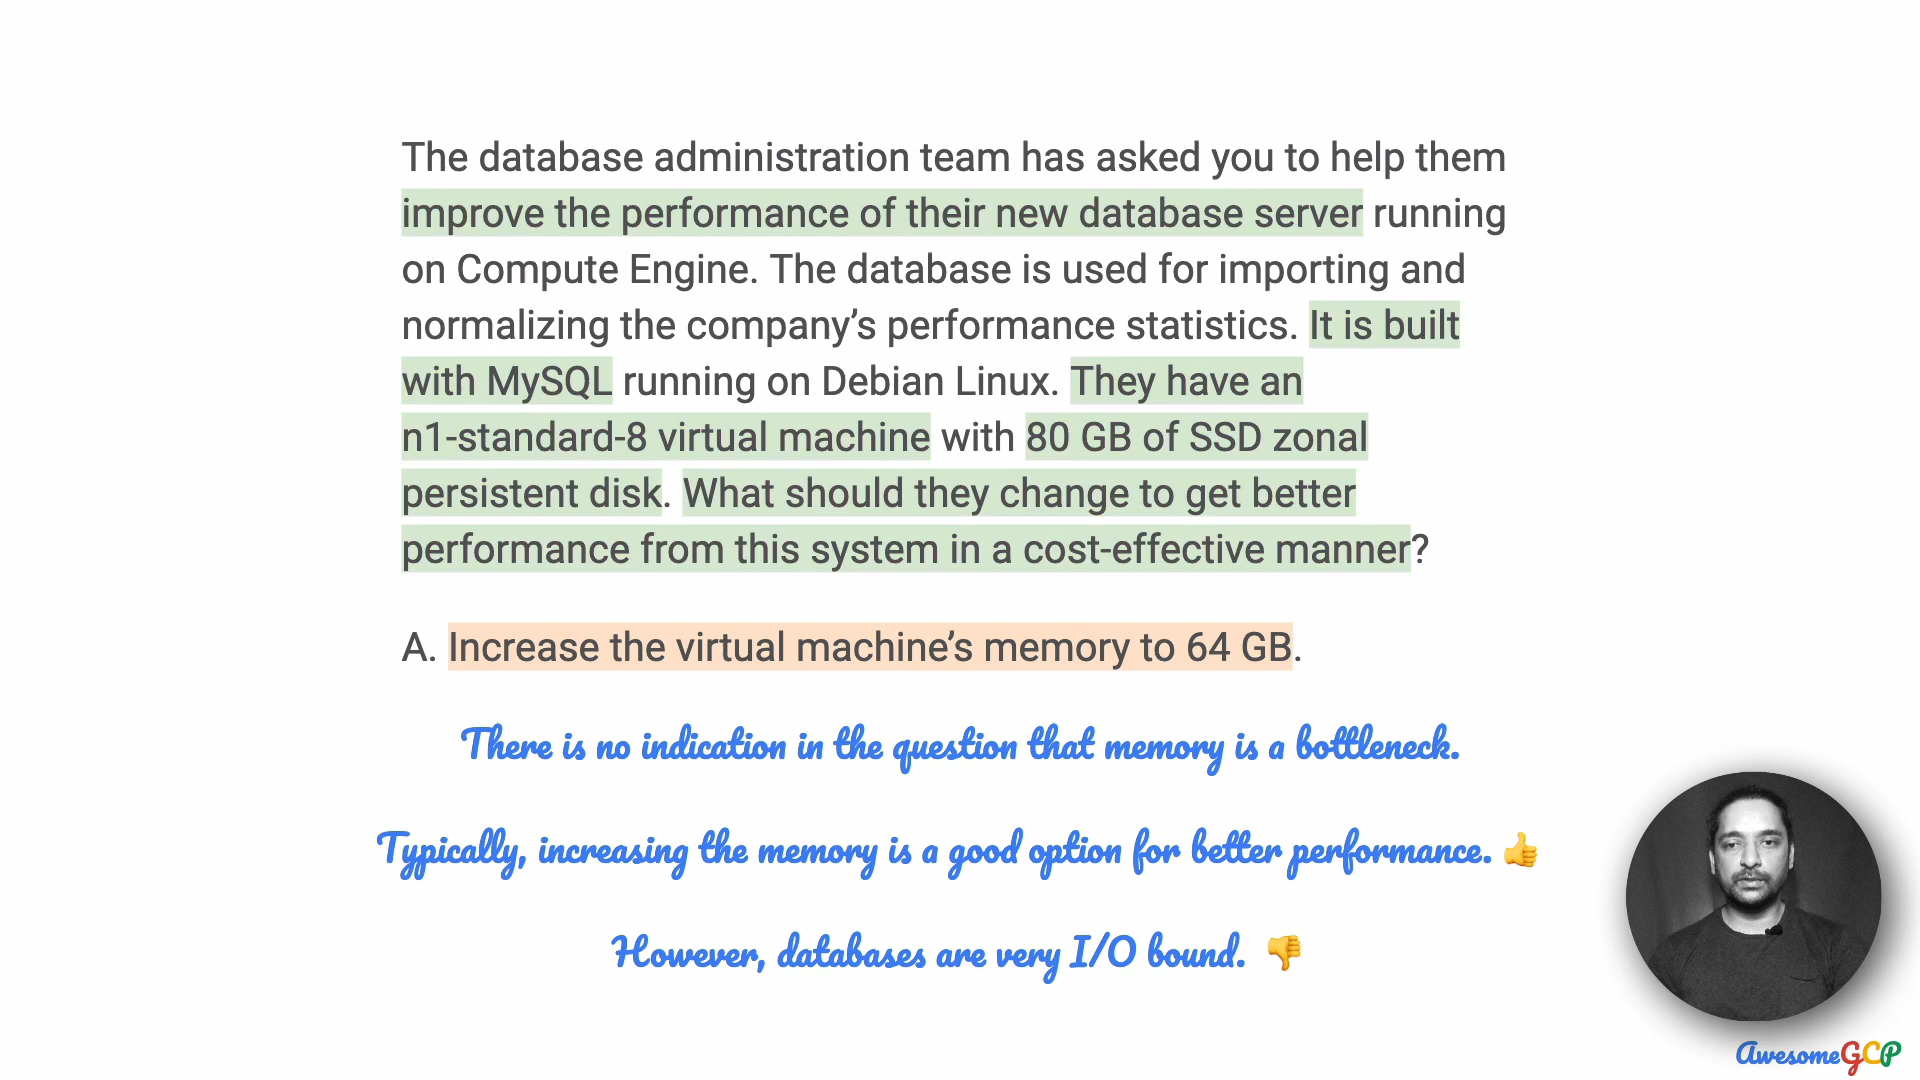 The database administration team has asked you to help them
improve the performance of their new database server running
on Compute Engine. The database is used for importing and
normalizing the company’s performance statistics. It is built
with MySQL running on Debian Linux. They have an
n1-standard-8 virtual machine with 80 GB of SSD zonal
persistent disk. What should they change to get better
performance from this system in a cost-effective manner?
A. Increase the virtual machine’s memory to 64 GB.
There is no indication in the question that memory is a bottleneck.
Typically, increasing the memory is a good option for better performance. 👍
However, databases are very I/O bound. 👎
AwesomeGCP